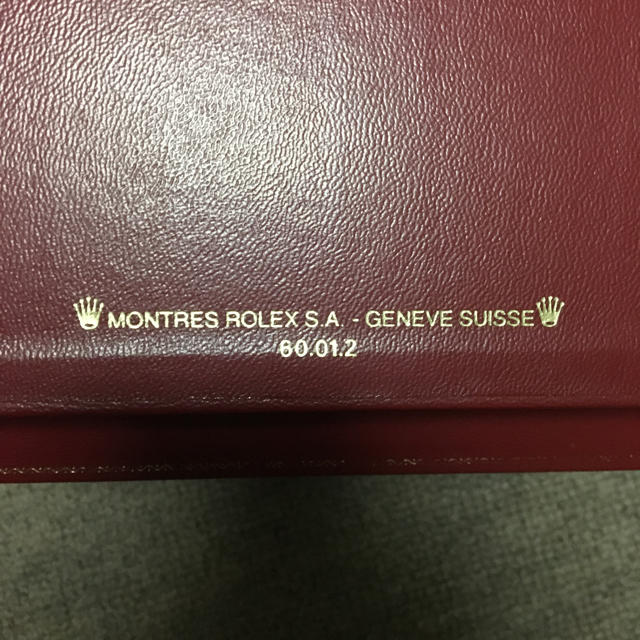 MONTRES ROLEX S.A. - GENEVE SUISSE
60.01.2